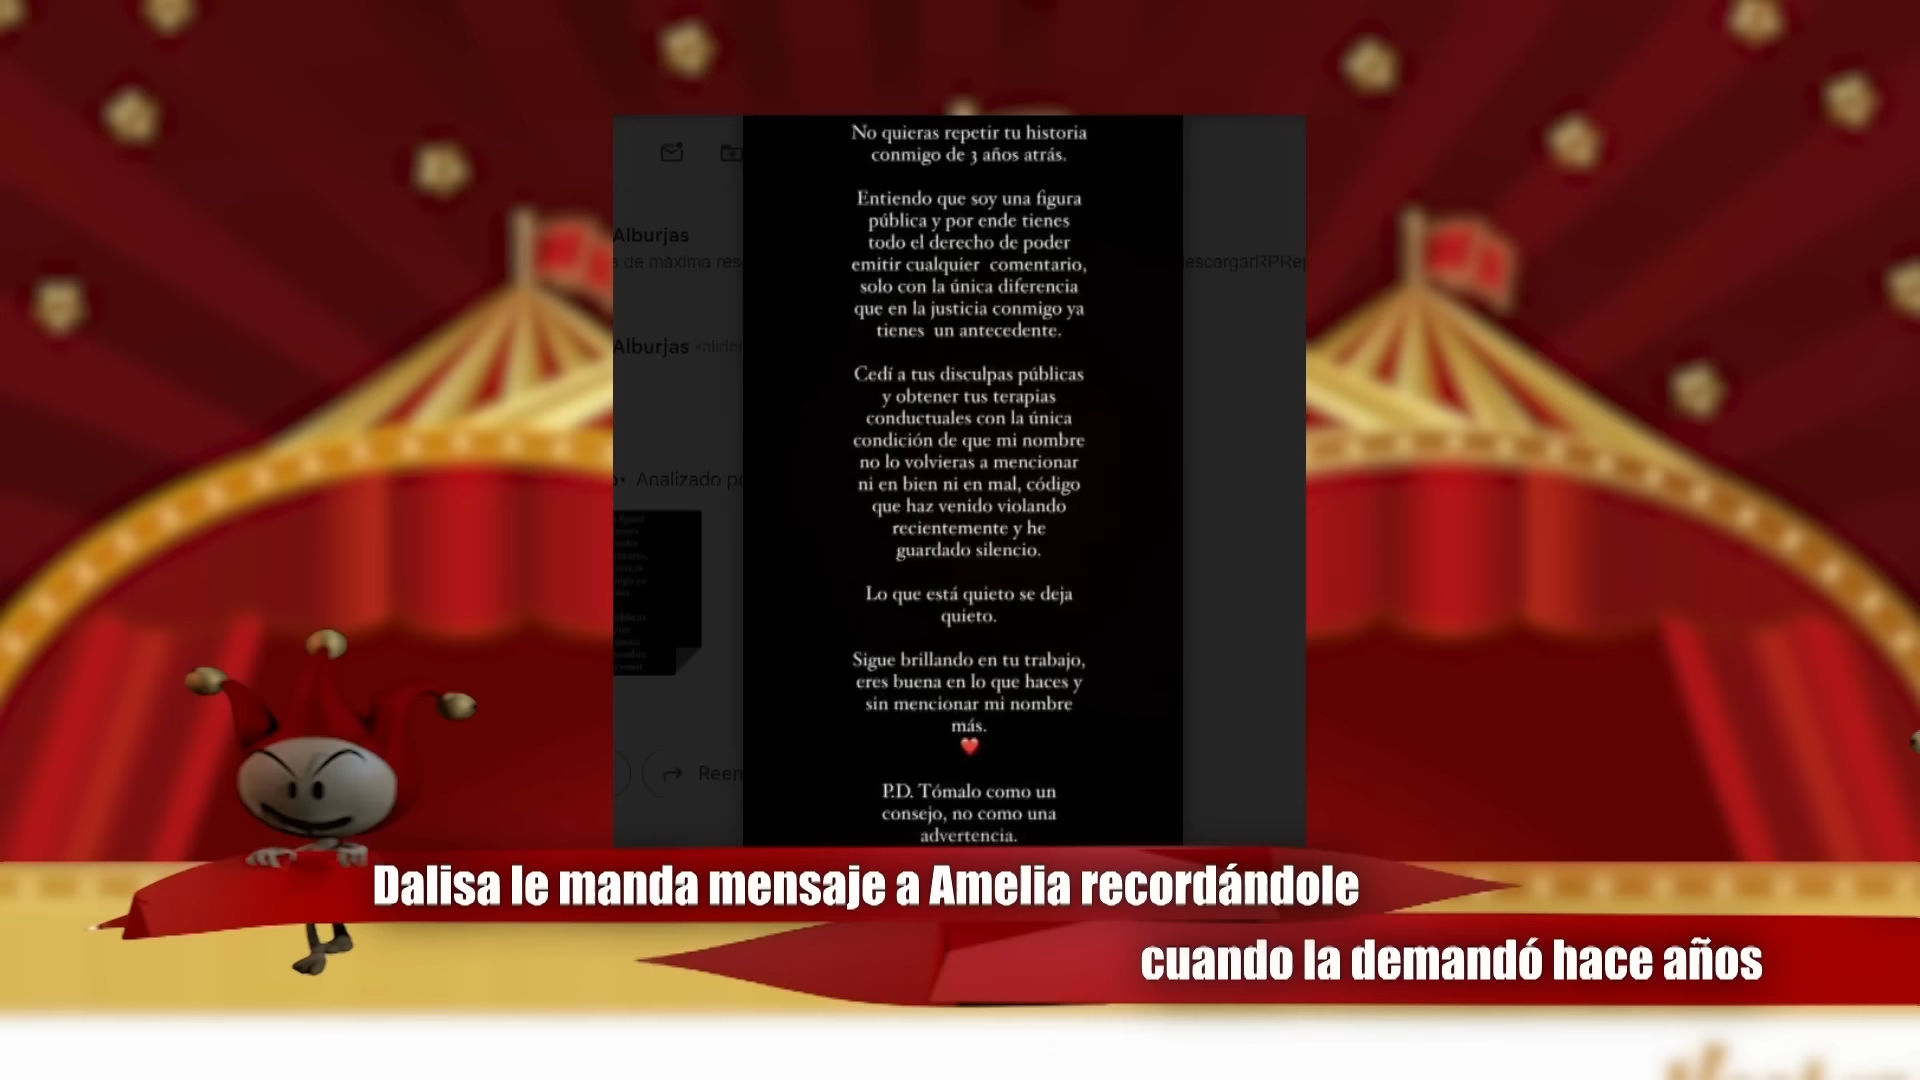 No quieras repetir tu historia
conmigo de 3 años atrás.
Entiendo que soy una figura
pública y por ende tienes
todo el derecho de poder
emitir cualquier comentario,
solo con la única diferencia
que en la justicia conmigo ya
tienes un antecedente.
Cedí a tus disculpas públicas
y obtener tus terapias
conductuales con la única
condición de que mi nombre
no lo volvieras a mencionar
ni en bien ni en mal, código
que haz venido violando
recientemente y he
guardado silencio.
Lo que está quieto se deja
quieto.
Sigue brillando en tu trabajo,
eres buena en lo que haces y
sin mencionar mi nombre
más.
❤️
P.D. Tómalo como un
consejo, no como una
advertencia.
Alburjas
s de máxima res
Alburjas
Analizado po
Reen
Dalisa le manda mensaje a Amelia recordándole
cuando la demandó hace años